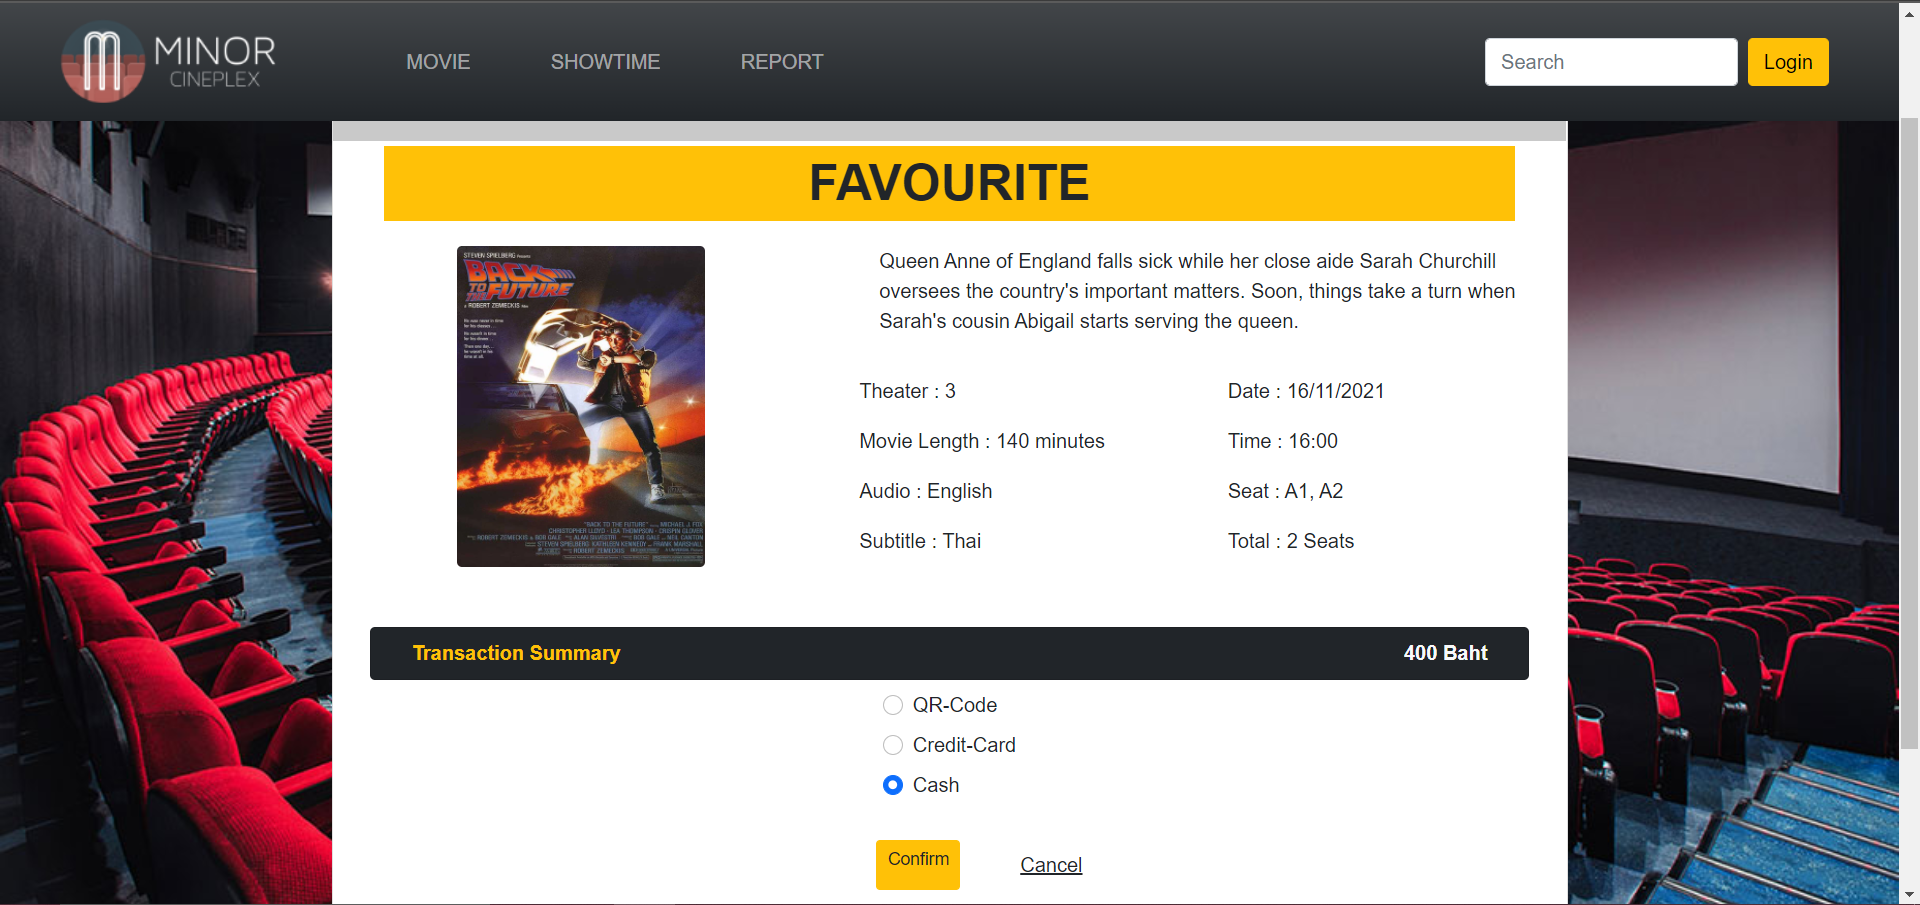 MINOR
CINEPLEX
MOVIE
SHOWTIME
REPORT
Search
Login
FAVOURITE
STEVEN SPIELBERG Presents
BACK
TO
THE FUTURE
A ROBERT ZEMECKIS Film
Queen Anne of England falls sick while her close aide Sarah Churchill
oversees the country's important matters. Soon, things take a turn when
Sarah's cousin Abigail starts serving the queen.
Theater : 3
Date : 16/11/2021
Movie Length : 140 minutes
Time : 16:00
Audio : English
Seat : A1, A2
Subtitle : Thai
Total : 2 Seats
Transaction Summary
400 Baht
QR-Code
Credit-Card
Cash
Confirm
Cancel